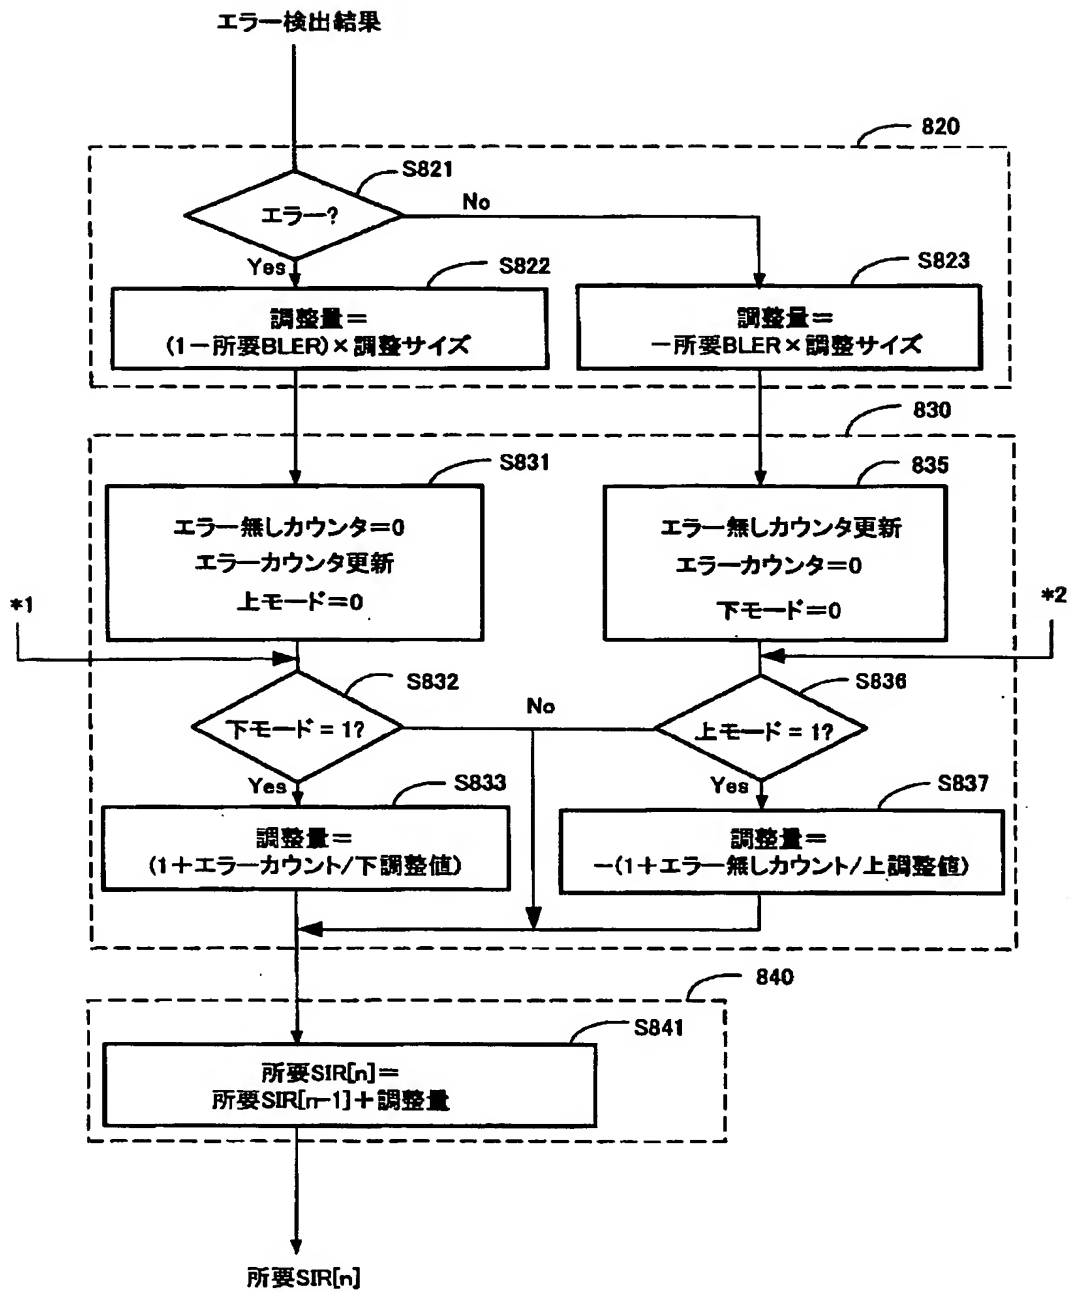 エラー検出結果
820
S821
エラー?
No
Yes
S822
調整量＝
(1－所要BLER)×調整サイズ
S823
調整量＝
－所要BLER×調整サイズ
830
S831
エラー無しカウンタ＝0
エラーカウンタ更新
上モード＝0
835
エラー無しカウンタ更新
エラーカウンタ＝0
下モード＝0
*1
*2
S832
下モード = 1?
No
S836
上モード = 1?
Yes
S833
調整量＝
(1＋エラーカウント/下調整値)
Yes
S837
調整量＝
－(1＋エラー無しカウント/上調整値)
840
S841
所要SIR[n]＝
所要SIR[n-1]＋調整量
所要SIR[n]